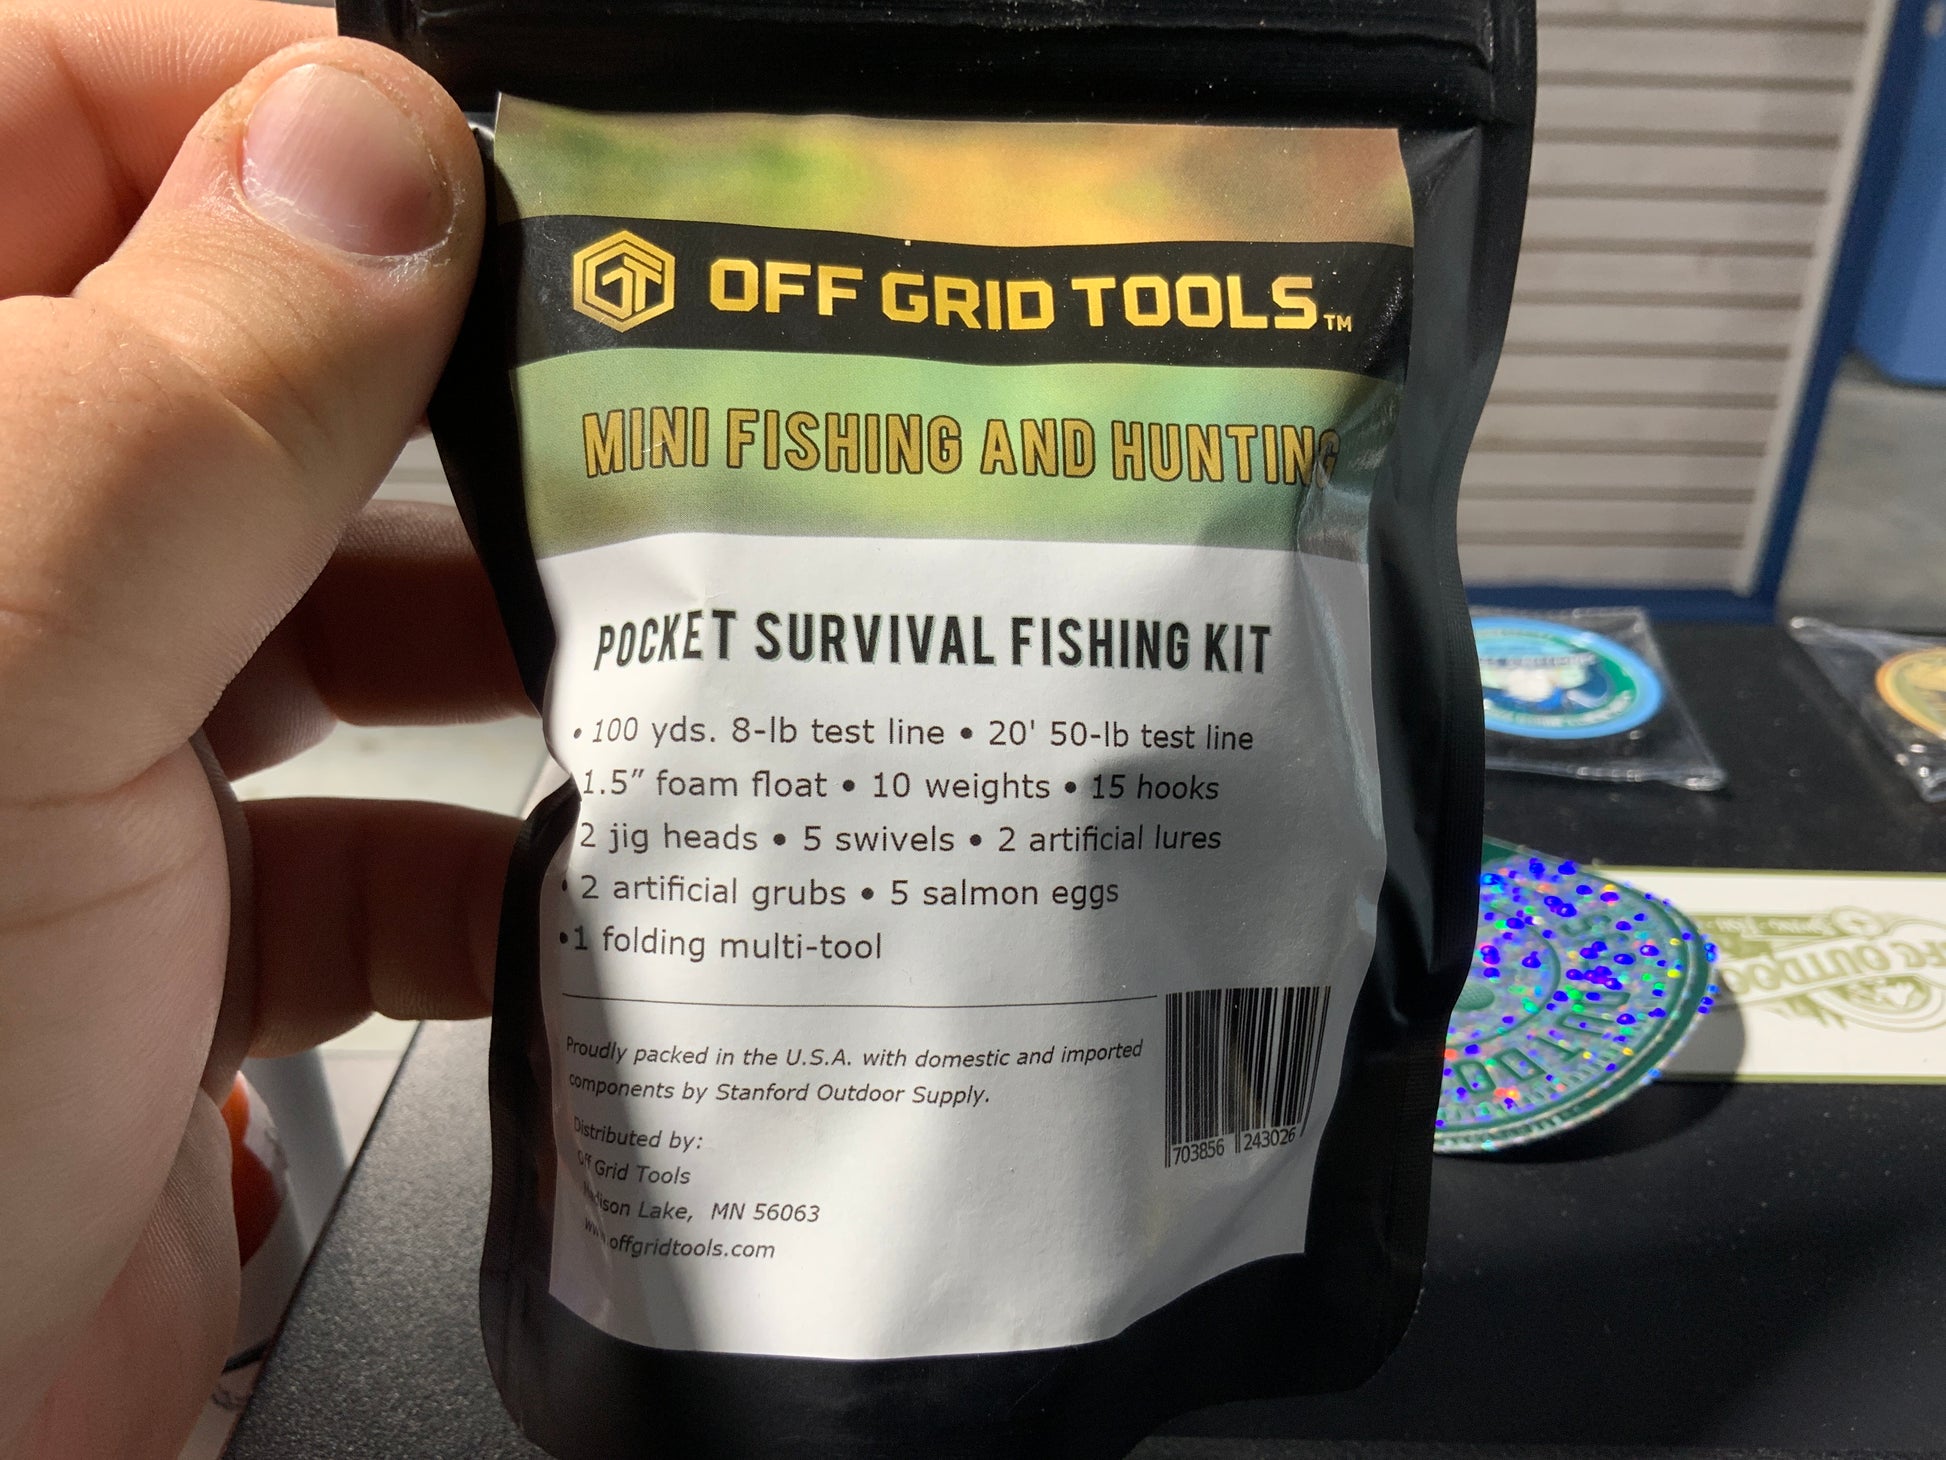 GT OFF GRID TOOLS™
MINI FISHING AND HUNTING
POCKET SURVIVAL FISHING KIT
• 100 yds. 8-lb test line • 20' 50-lb test line
1.5” foam float • 10 weights • 15 hooks
2 jig heads • 5 swivels • 2 artificial lures
• 2 artificial grubs • 5 salmon eggs
• 1 folding multi-tool
Proudly packed in the U.S.A. with domestic and imported
components by Stanford Outdoor Supply.
Distributed by:
Off Grid Tools
Madison Lake, MN 56063
www.offgridtools.com
703856 243026